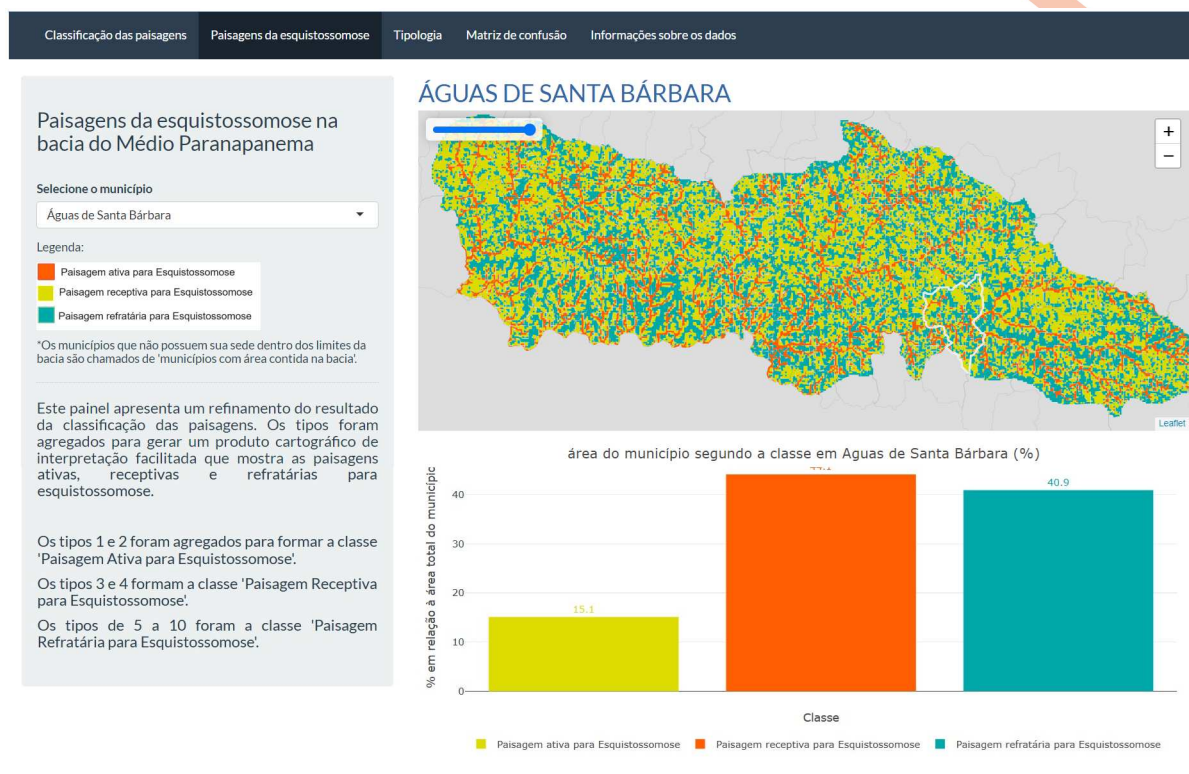 Classificação das paisagens Paisagens da esquistossomose Tipologia Matriz de confusão Informações sobre os dados
Paisagens da esquistossomose na
bacia do Médio Paranapanema
Selecione o município
Águas de Santa Bárbara
Legenda:
Paisagem ativa para Esquistossomose
Paisagem receptiva para Esquistossomose
Paisagem refratária para Esquistossomose
*Os municípios que não possuem sua sede dentro dos limites da
bacia são chamados de 'municípios com área contida na bacia'.
Este painel apresenta um refinamento do resultado
da classificação das paisagens. Os tipos foram
agregados para gerar um produto cartográfico de
interpretação facilitada que mostra as paisagens
ativas, receptivas e refratárias para
esquistossomose.
Os tipos 1 e 2 foram agregados para formar a classe
'Paisagem Ativa para Esquistossomose'.
Os tipos 3 e 4 formam a classe 'Paisagem Receptiva
para Esquistossomose'.
Os tipos de 5 a 10 foram a classe 'Paisagem
Refratária para Esquistossomose'.
ÁGUAS DE SANTA BÁRBARA
+
−
Leaflet
área do município segundo a classe em Aguas de Santa Bárbara (%)
% em relação à área total do município
40
30
20
10
0
15.1
40.9
Classe
Paisagem ativa para Esquistossomose
Paisagem receptiva para Esquistossomose
Paisagem refratária para Esquistossomose